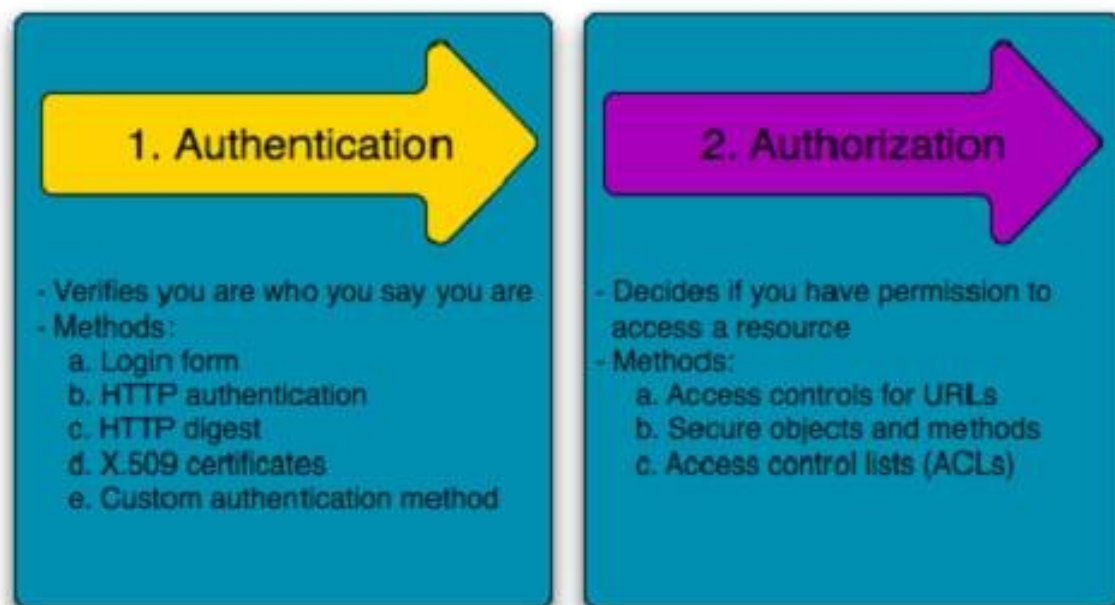 1. Authentication
- Verifies you are who you say you are
- Methods:
a. Login form
b. HTTP authentication
c. HTTP digest
d. X.509 certificates
e. Custom authentication method
2. Authorization
- Decides if you have permission to
access a resource
- Methods:
a. Access controls for URLs
b. Secure objects and methods
c. Access control lists (ACLs)